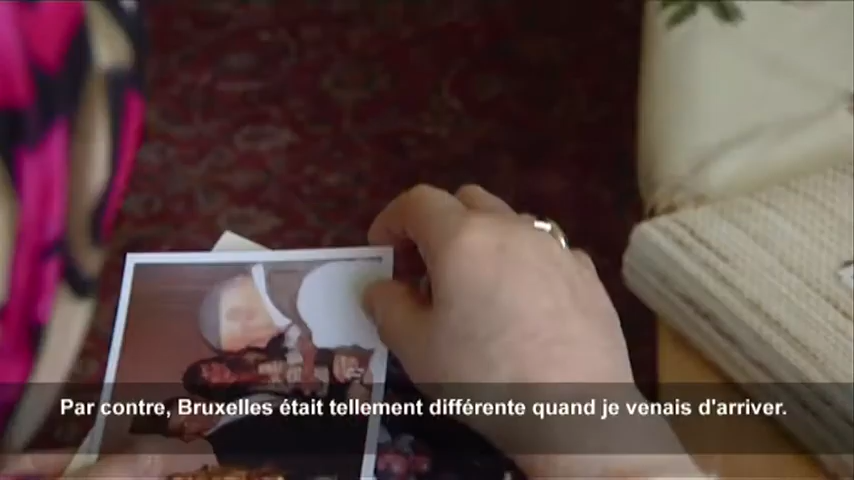 Par contre, Bruxelles était tellement différente quand je venais d'arriver.